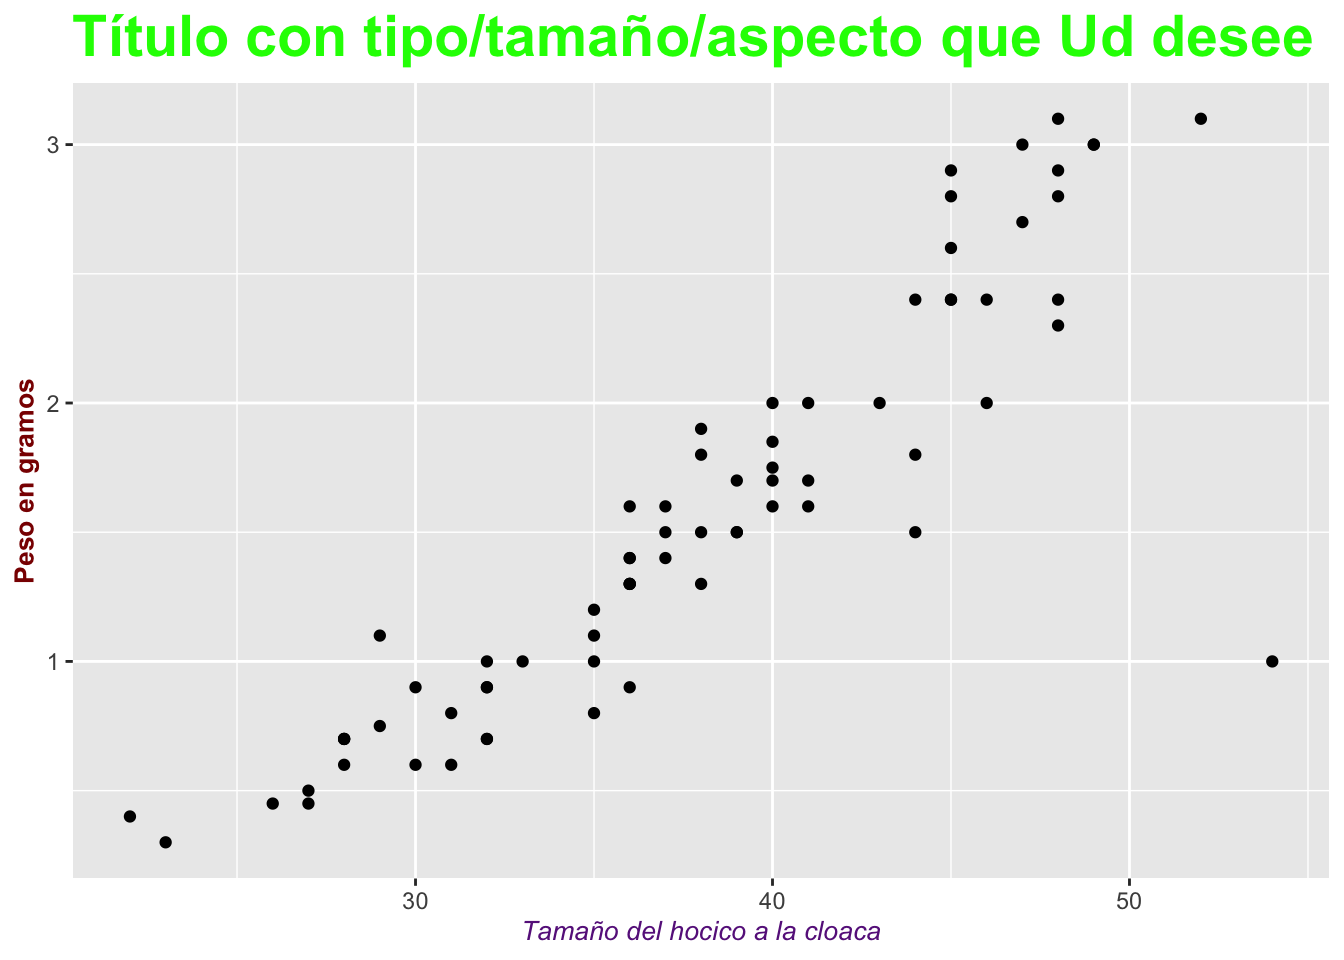 Título con tipo/tamaño/aspecto que Ud desee
3
2
1
Peso en gramos
30 40 50
Tamaño del hocico a la cloaca